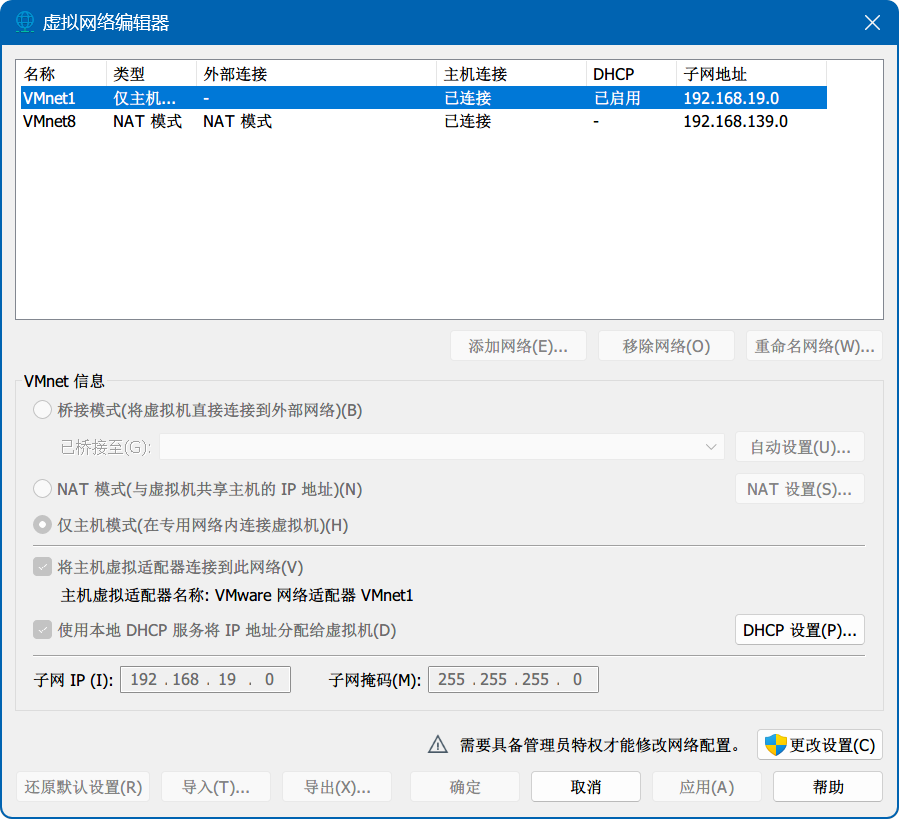 虚拟网络编辑器
名称 类型 外部连接 主机连接 DHCP 子网地址
VMnet1 仅主机... - 已连接 已启用 192.168.19.0
VMnet8 NAT 模式 NAT 模式 已连接 - 192.168.139.0
添加网络(E)... 移除网络(O) 重命名网络(W)...
VMnet 信息
桥接模式(将虚拟机直接连接到外部网络)(B)
已桥接至(G): 自动设置(U)...
NAT 模式(与虚拟机共享主机的 IP 地址)(N) NAT 设置(S)...
仅主机模式(在专用网络内连接虚拟机)(H)
将主机虚拟适配器连接到此网络(V)
主机虚拟适配器名称: VMware 网络适配器 VMnet1
使用本地 DHCP 服务将 IP 地址分配给虚拟机(D) DHCP 设置(P)...
子网 IP (I): 192 . 168 . 19 . 0 子网掩码(M): 255 . 255 . 255 . 0
需要具备管理员特权才能修改网络配置。 更改设置(C)
还原默认设置(R) 导入(T)... 导出(X)... 确定 取消 应用(A) 帮助